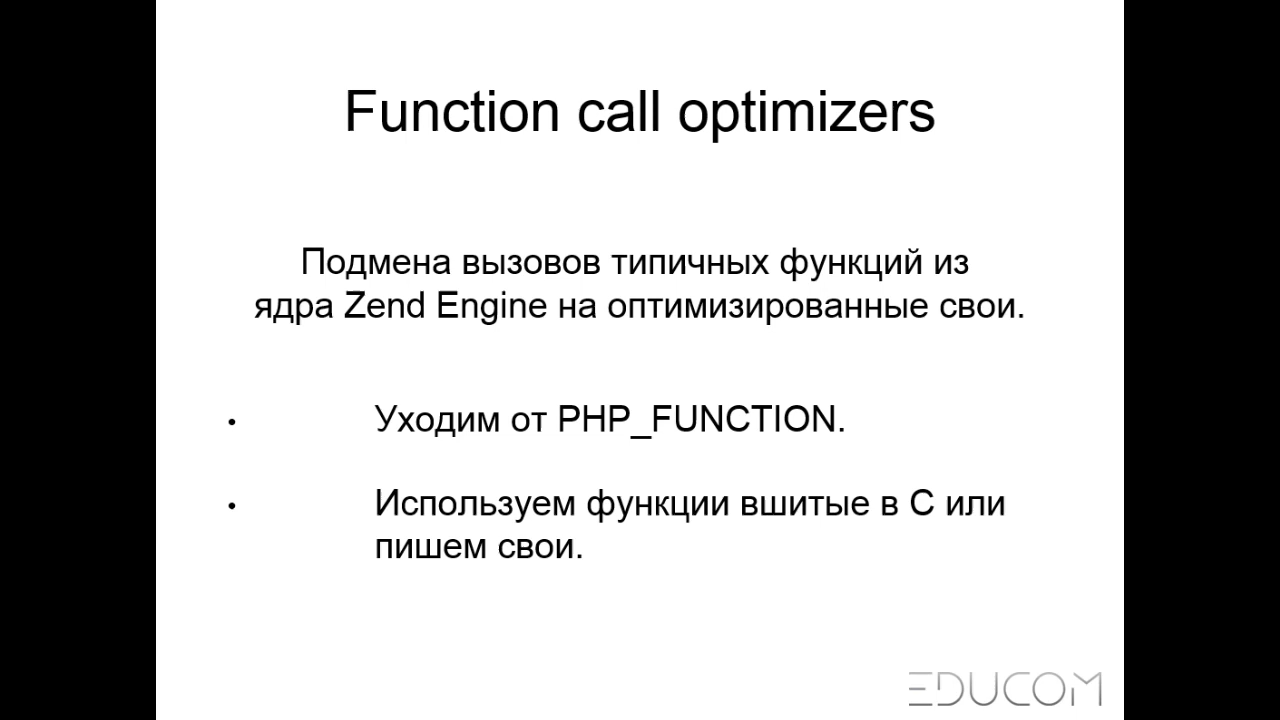 Function call optimizers
Подмена вызовов типичных функций из
ядра Zend Engine на оптимизированные свои.
• Уходим от PHP_FUNCTION.
• Используем функции вшитые в C или
пишем свои.
EDUCOM